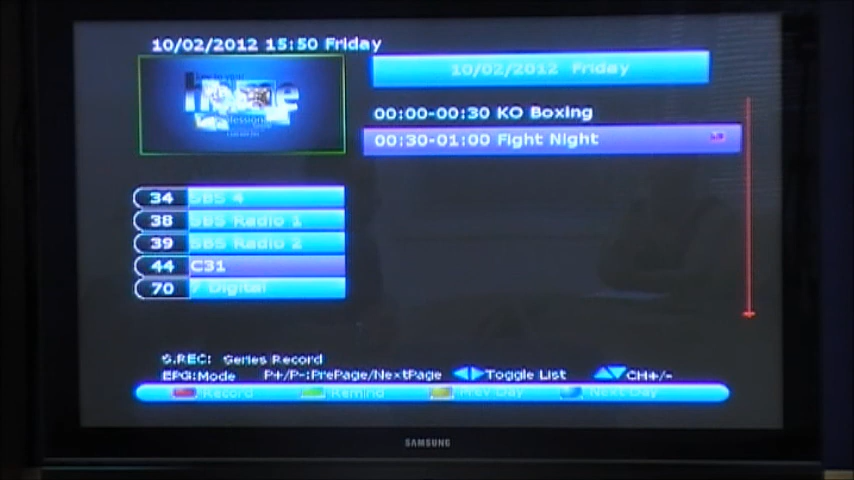 10/02/2012 15:50 Friday
10/02/2012 Friday
00:00-00:30 KO Boxing
00:30-01:00 Fight Night
34 SBS 4
38 SBS Radio 1
39 SBS Radio 2
44 C31
70 7 Digital
S.REC: Series Record
EPG:Mode P+/P-:PrePage/NextPage Toggle List CH+/-
Record Remind Day Next Day
SAMSUNG